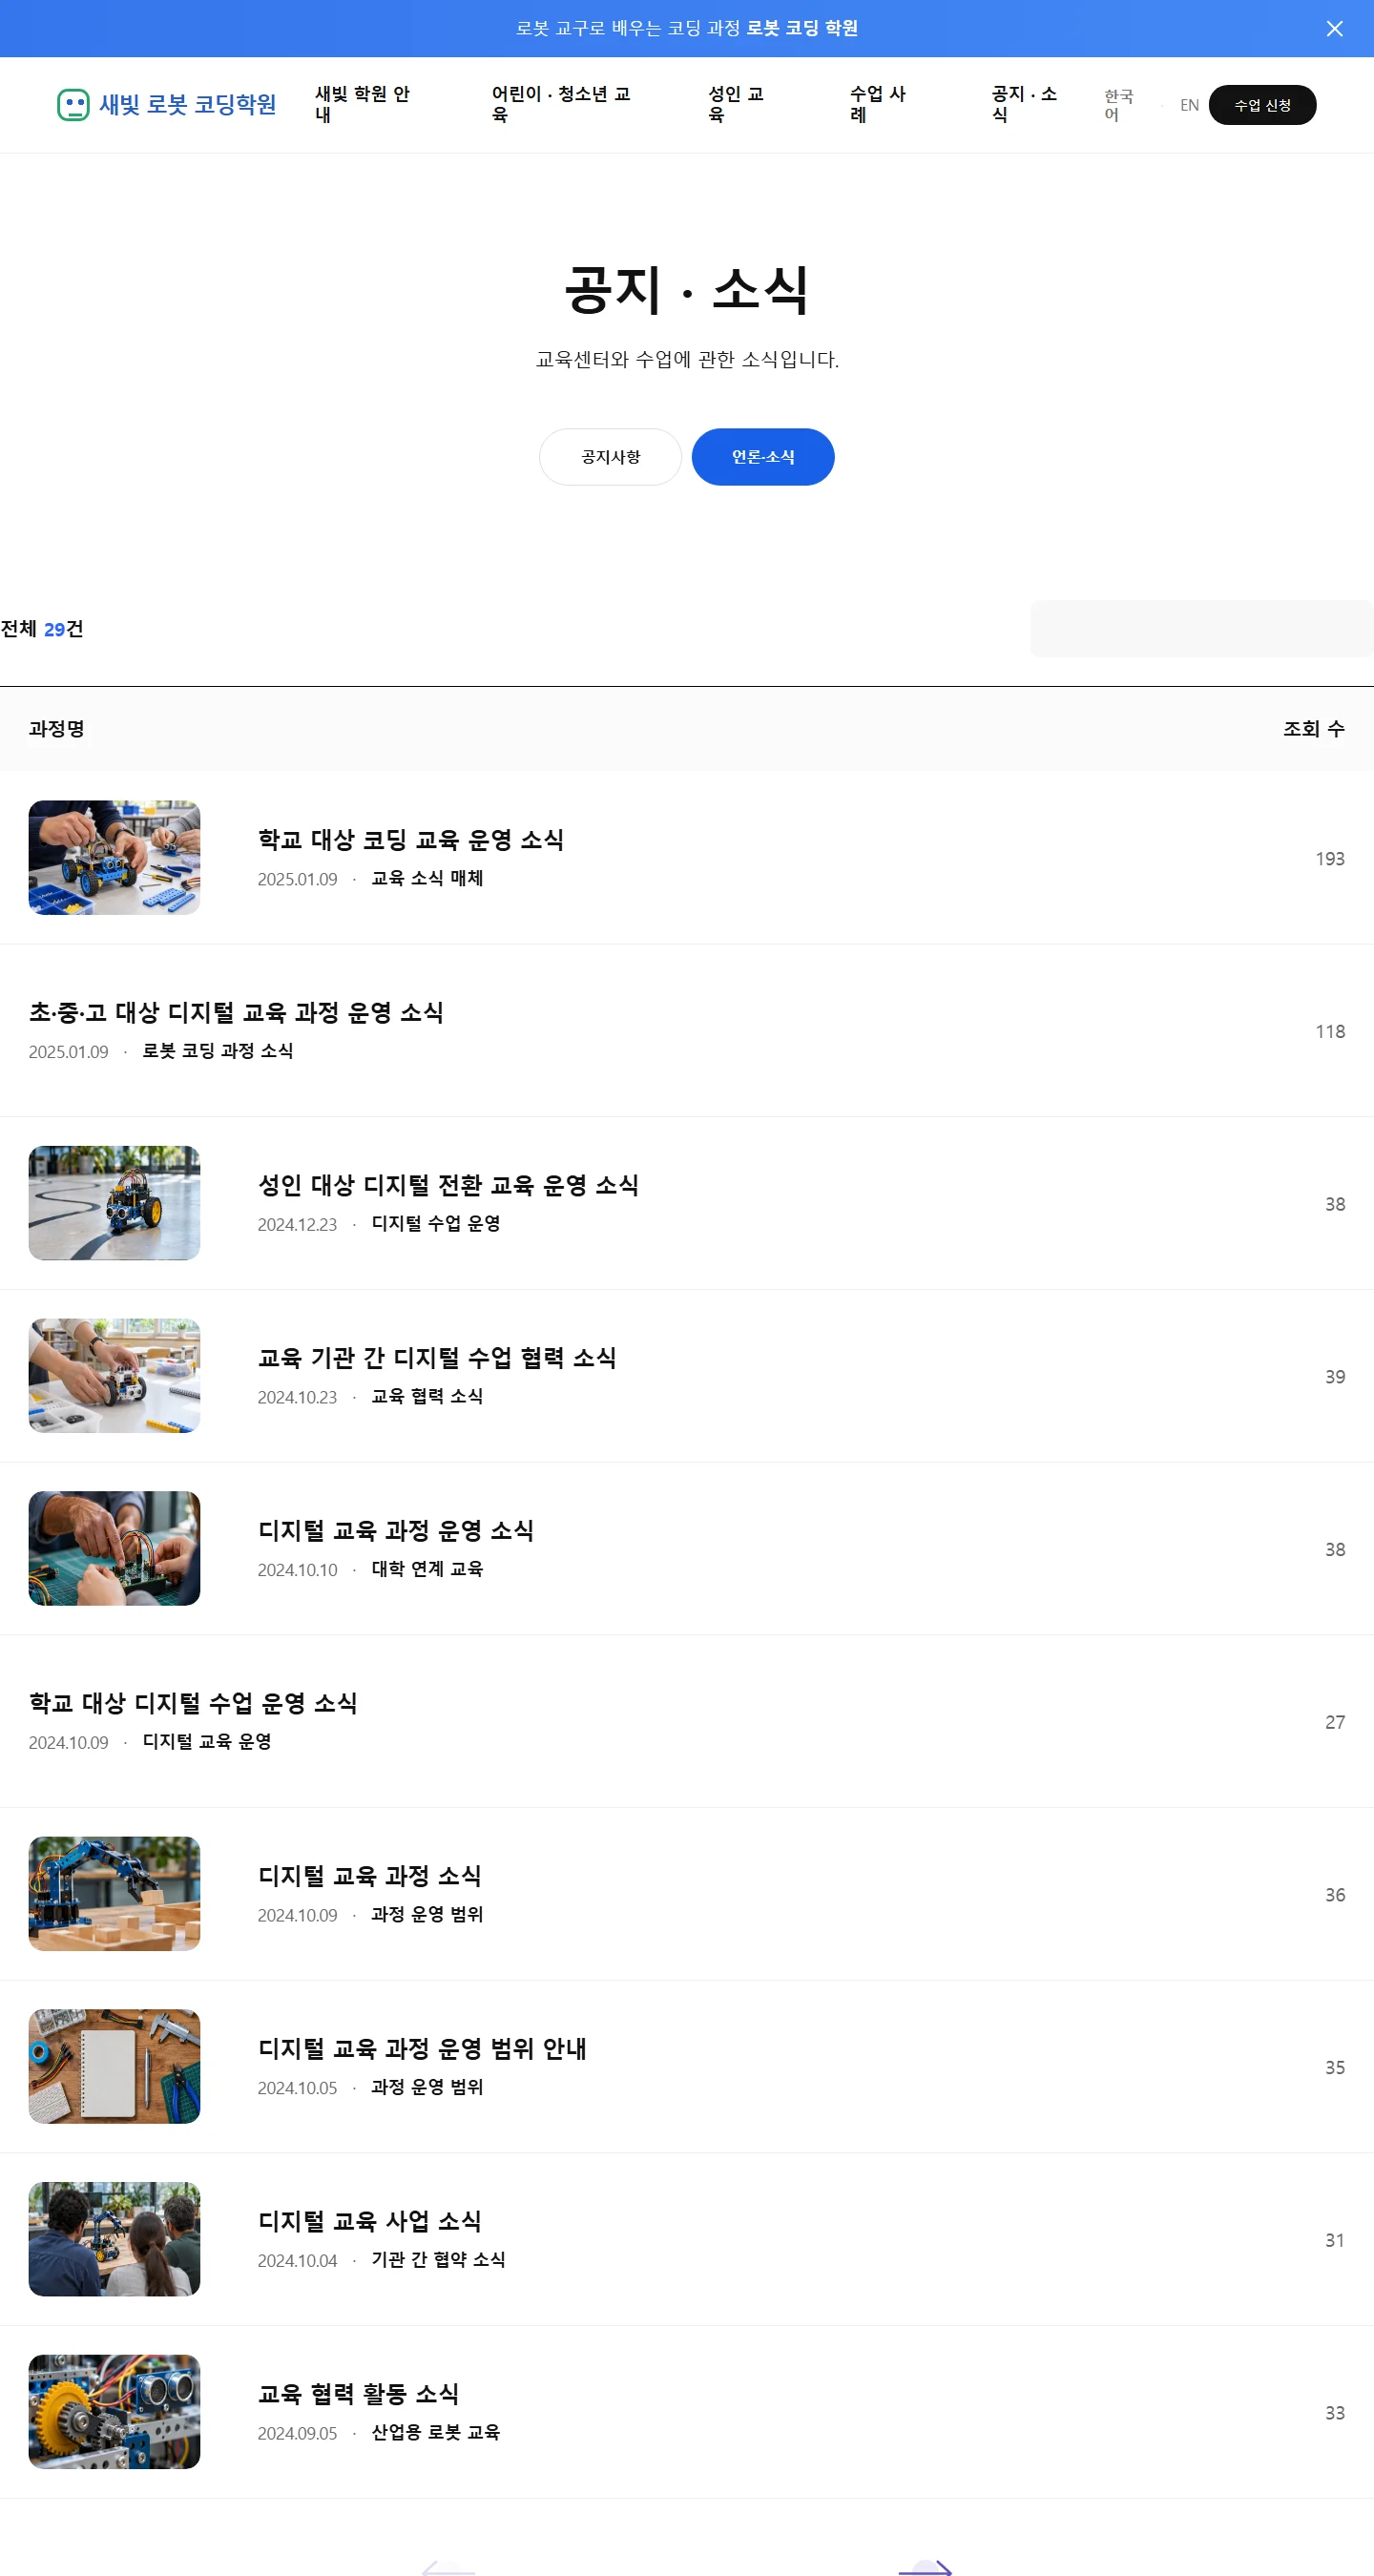 로봇 교구로 배우는 코딩 과정 로봇 코딩 학원
새빛 로봇 코딩학원
새빛 학원 안
내
어린이 · 청소년 교
육
성인 교
육
수업 사
례
공지 · 소
식
한국
어
·
EN
수업 신청
공지 · 소식
교육센터와 수업에 관한 소식입니다.
공지사항
언론·소식
전체 29건
과정명
조회 수
학교 대상 코딩 교육 운영 소식
2025.01.09 · 교육 소식 매체
193
초·중·고 대상 디지털 교육 과정 운영 소식
2025.01.09 · 로봇 코딩 과정 소식
118
성인 대상 디지털 전환 교육 운영 소식
2024.12.23 · 디지털 수업 운영
38
교육 기관 간 디지털 수업 협력 소식
2024.10.23 · 교육 협력 소식
39
디지털 교육 과정 운영 소식
2024.10.10 · 대학 연계 교육
38
학교 대상 디지털 수업 운영 소식
2024.10.09 · 디지털 교육 운영
27
디지털 교육 과정 소식
2024.10.09 · 과정 운영 범위
36
디지털 교육 과정 운영 범위 안내
2024.10.05 · 과정 운영 범위
35
디지털 교육 사업 소식
2024.10.04 · 기관 간 협약 소식
31
교육 협력 활동 소식
2024.09.05 · 산업용 로봇 교육
33